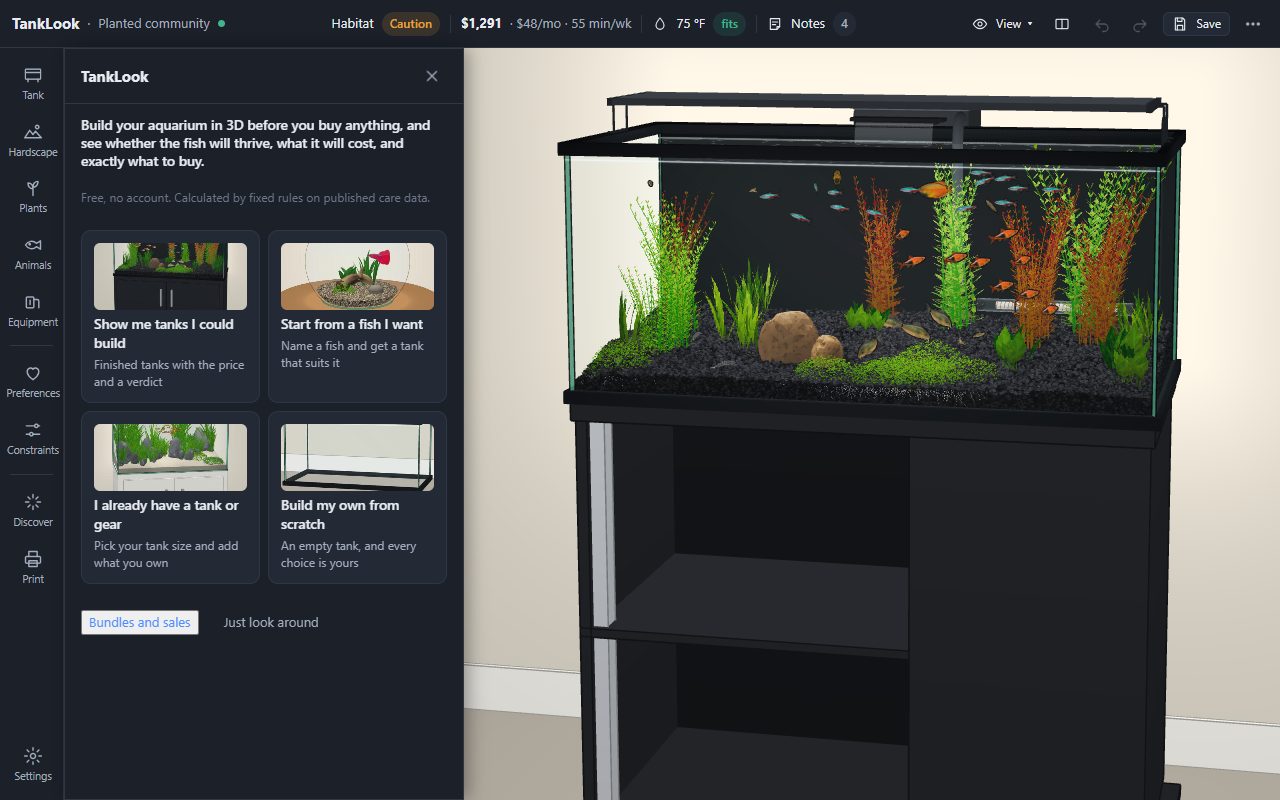 TankLook · Planted community
Habitat Caution $1,291 · $48/mo · 55 min/wk 75 °F fits Notes 4
View Save
Tank
Hardscape
Plants
Animals
Equipment
Preferences
Constraints
Discover
Print
Settings
TankLook
Build your aquarium in 3D before you buy anything, and
see whether the fish will thrive, what it will cost, and
exactly what to buy.
Free, no account. Calculated by fixed rules on published care data.
Show me tanks I could
build
Finished tanks with the price
and a verdict
Start from a fish I want
Name a fish and get a tank
that suits it
I already have a tank or
gear
Pick your tank size and add
what you own
Build my own from
scratch
An empty tank, and every
choice is yours
Bundles and sales
Just look around